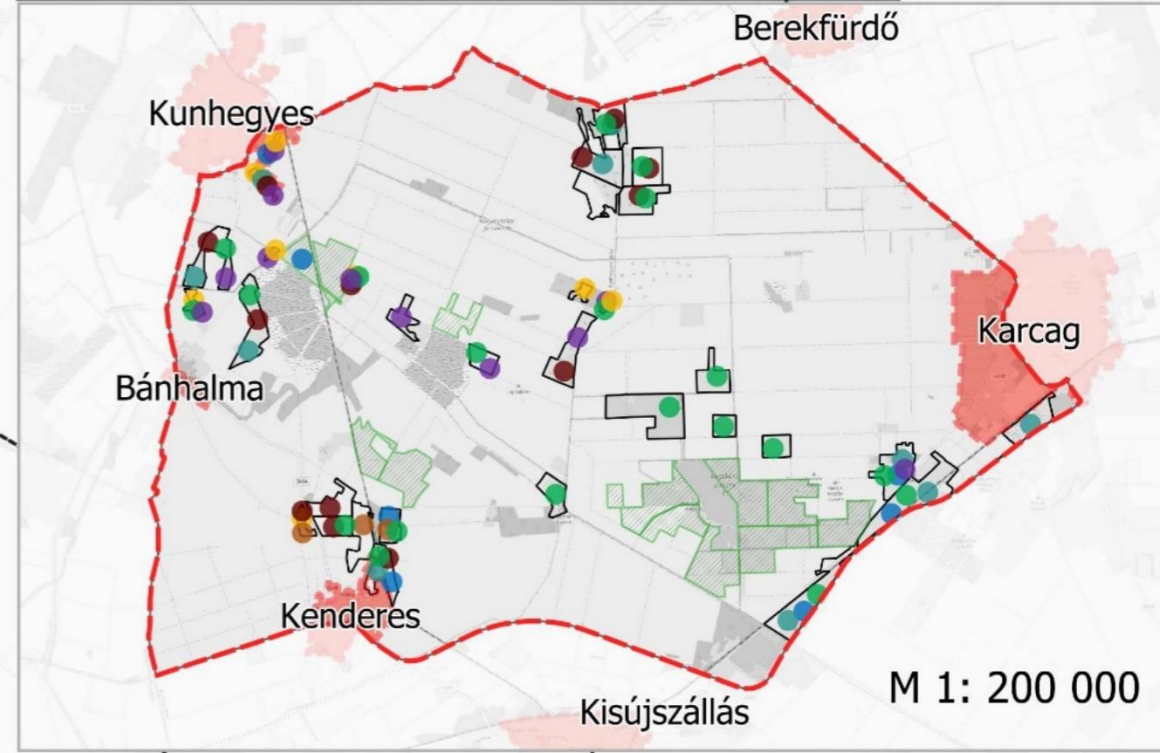 Berekfürdő
Kunhegyes
Karcag
Bánhalma
Kenderes
M 1: 200 000
Kisújszállás